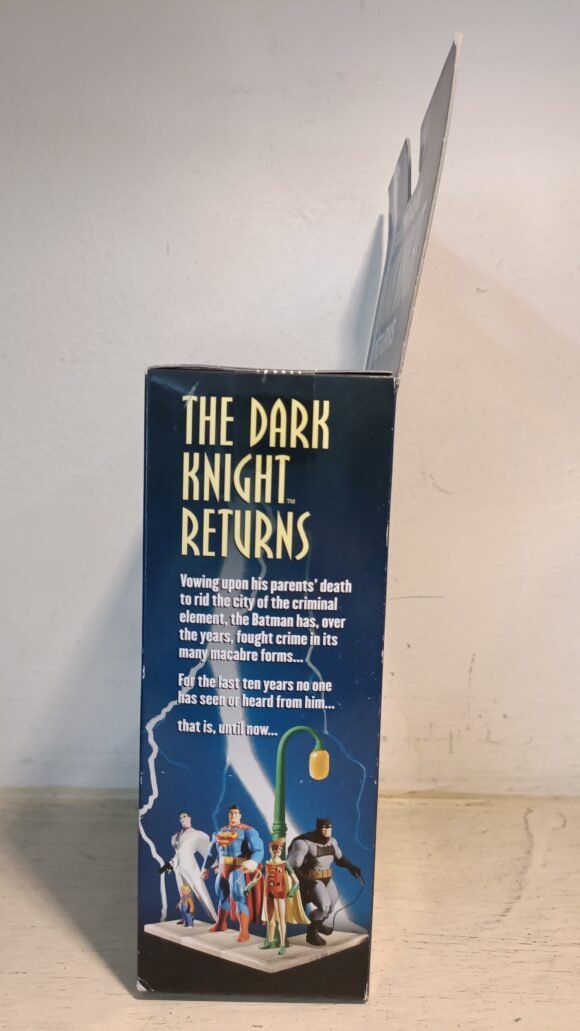 THE DARK
KNIGHT™
RETURNS
Vowing upon his parents' death
to rid the city of the criminal
element, the Batman has, over
the years, fought crime in its
many macabre forms...
For the last ten years no one
has seen or heard from him...
that is, until now...